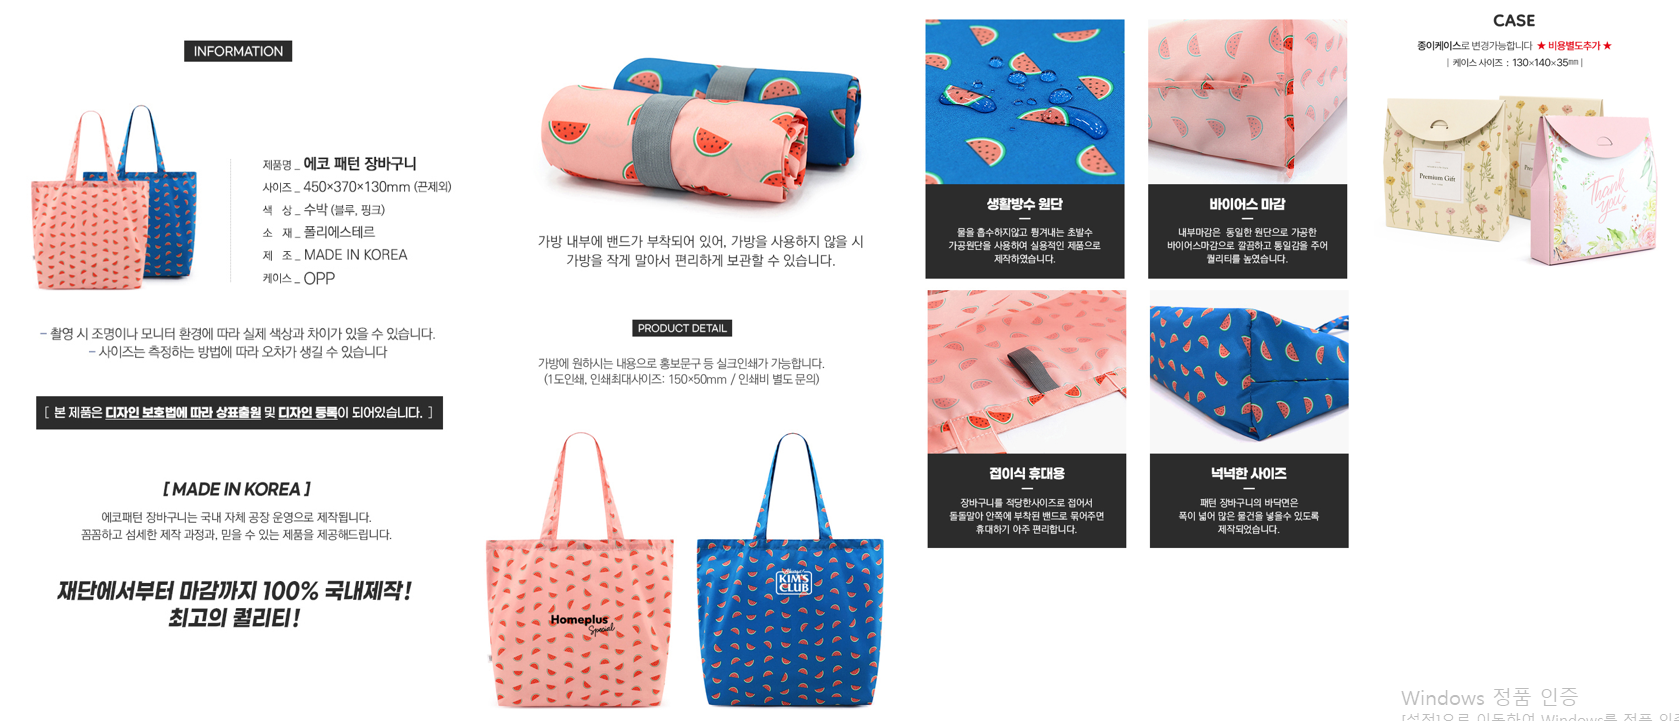 INFORMATION
제품명 _ 에코 패턴 장바구니
사이즈 _ 450×370×130mm (끈제외)
색 상 _ 수박 (블루, 핑크)
소 재 _ 폴리에스테르
제 조 _ MADE IN KOREA
케이스 _ OPP
- 촬영 시 조명이나 모니터 환경에 따라 실제 색상과 차이가 있을 수 있습니다.
- 사이즈는 측정하는 방법에 따라 오차가 생길 수 있습니다
[ 본 제품은 디자인 보호법에 따라 상표출원 및 디자인 등록이 되어있습니다. ]
[ MADE IN KOREA ]
에코패턴 장바구니는 국내 자체 공장 운영으로 제작됩니다.
꼼꼼하고 섬세한 제작 과정과, 믿을 수 있는 제품을 제공해드립니다.
재단에서부터 마감까지 100% 국내제작!
최고의 퀄리티!
가방 내부에 밴드가 부착되어 있어, 가방을 사용하지 않을 시
가방을 작게 말아서 편리하게 보관할 수 있습니다.
PRODUCT DETAIL
가방에 원하시는 내용으로 홍보문구 등 실크인쇄가 가능합니다.
(1도인쇄, 인쇄최대사이즈: 150×50mm / 인쇄비 별도 문의)
Homeplus
Special
Always
KIM'S
CLUB
생활방수 원단
물을 흡수하지않고 튕겨내는 초발수
가공원단을 사용하여 실용적인 제품으로
제작하였습니다.
바이어스 마감
내부마감은 동일한 원단으로 가공한
바이어스마감으로 깔끔하고 통일감을 주어
퀄리티를 높였습니다.
접이식 휴대용
장바구니를 적당한사이즈로 접어서
돌돌말아 안쪽에 부착된 밴드로 묶어주면
휴대하기 아주 편리합니다.
넉넉한 사이즈
패턴 장바구니의 바닥면은
폭이 넓어 많은 물건을 넣을수 있도록
제작되었습니다.
CASE
종이케이스로 변경가능합니다 ★ 비용별도추가 ★
| 케이스 사이즈 : 130×140×35mm |
Premium Gift
Thank
you
Windows 정품 인증
[설정]으로 이동하여 Windows를 정품 인증